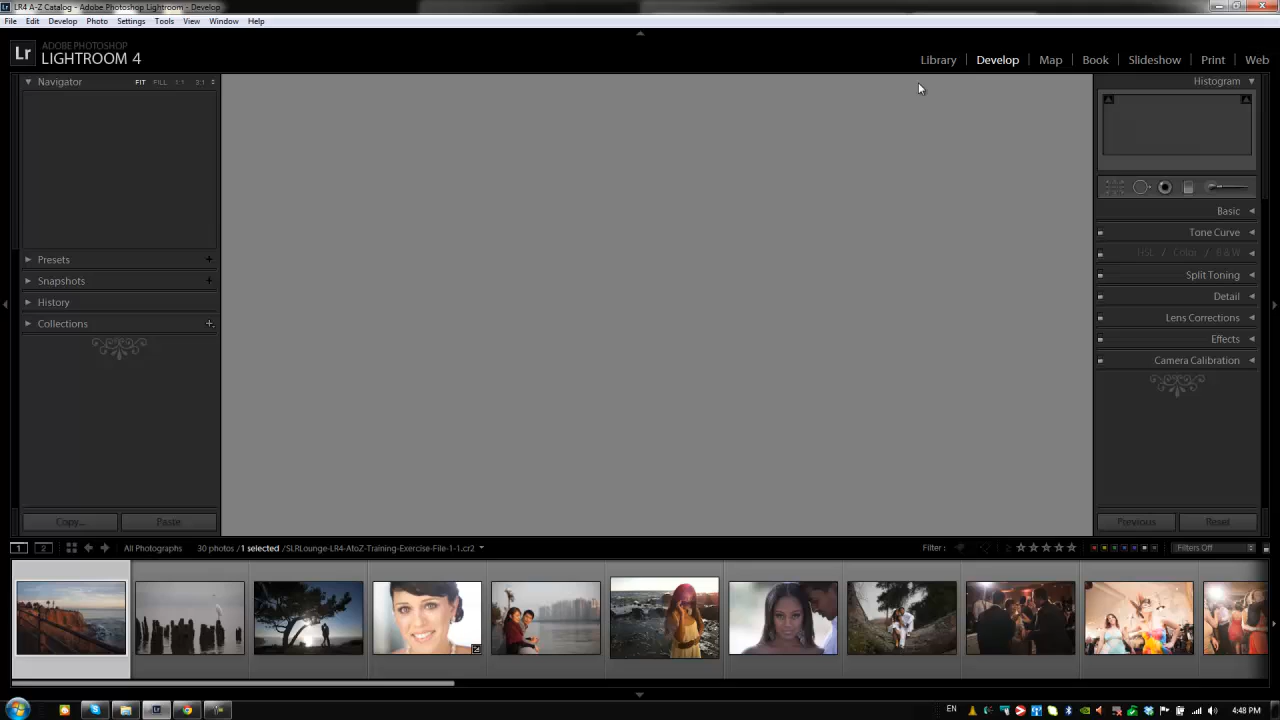 LR4 A-Z Catalog - Adobe Photoshop Lightroom - Develop
File Edit Develop Photo Settings Tools View Window Help
Lr ADOBE PHOTOSHOP
LIGHTROOM 4
Library | Develop | Map | Book | Slideshow | Print | Web
Navigator FIT FILL 1:1 3:1
Histogram
Basic
Tone Curve
HSL / Color / B & W
Split Toning
Detail
Lens Corrections
Effects
Camera Calibration
Presets +
Snapshots +
History
Collections +
Copy... Paste
Previous Reset
1 2 All Photographs 30 photos / 1 selected / SLRLounge-LR4-AtoZ-Training-Exercise-File-1-1.cr2 Filter : Filters Off
EN 4:48 PM